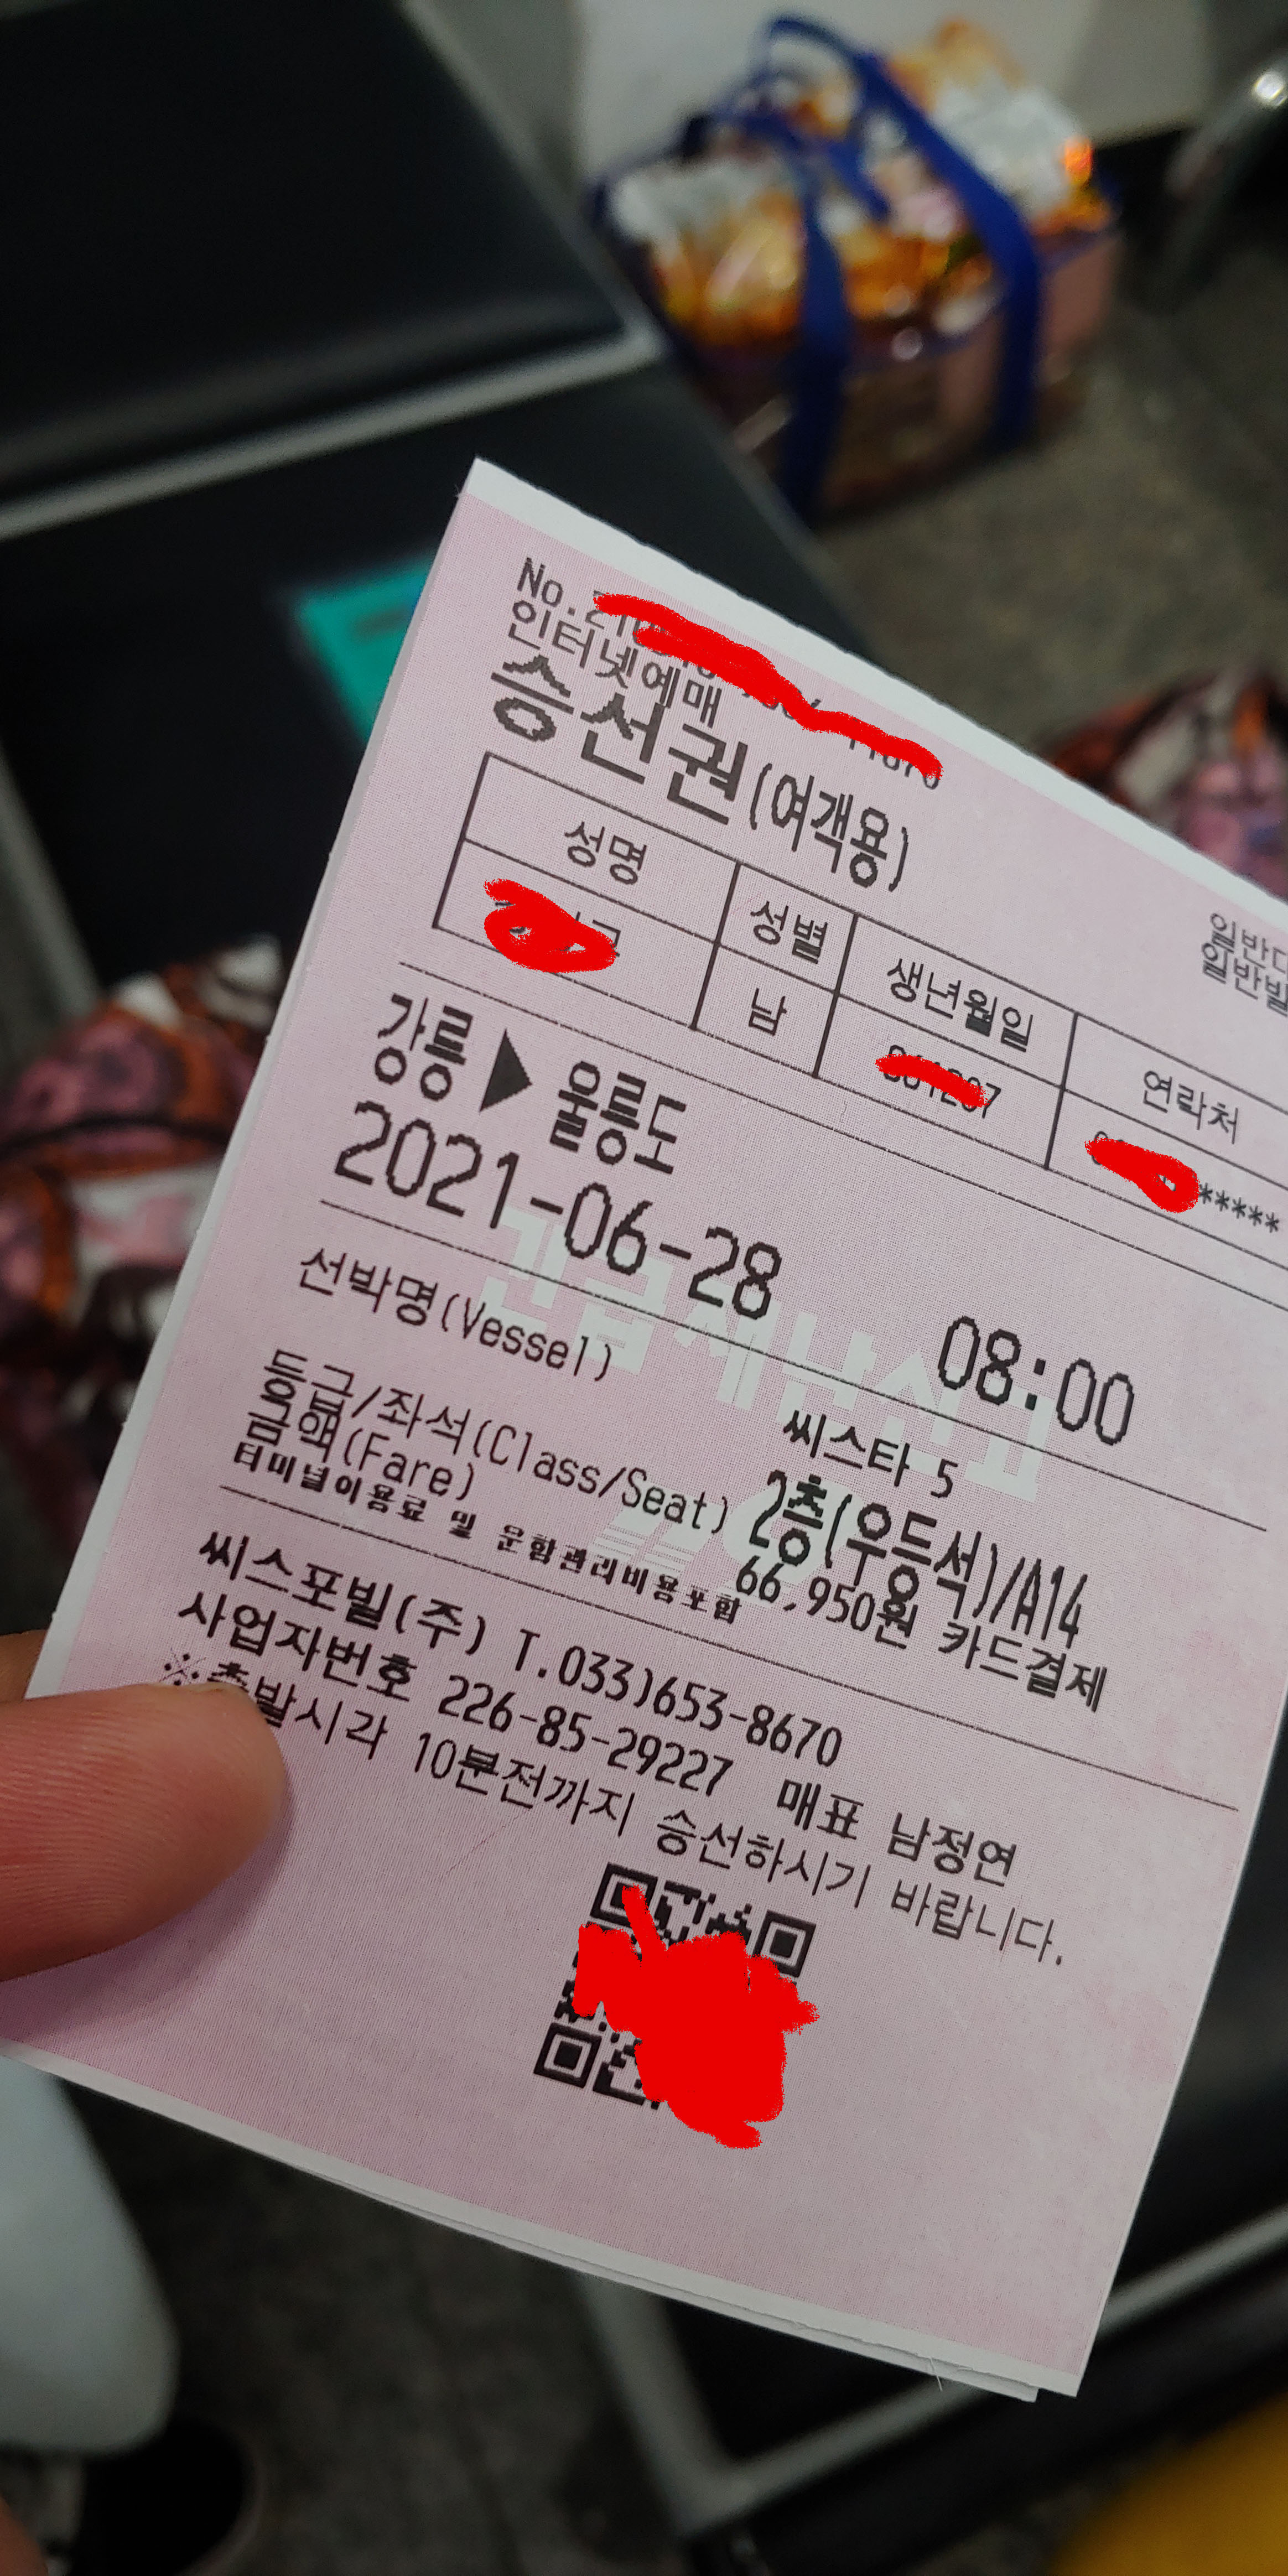 No.
인터넷예매
승선권(여객용)
일반
일반
성명 성별 생년월일 연락처
남 *****
강릉▶울릉도
2021-06-28 08:00
선박명(Vessel) 씨스타 5
등급/좌석(Class/Seat) 2층(우등석)/A14
금액(Fare) 66,950원 카드결제
터미널이용료 및 운항관리비용포함
씨스포빌(주) T.033)653-8670
사업자번호 226-85-29227 매표 남정연
※출발시각 10분전까지 승선하시기 바랍니다.